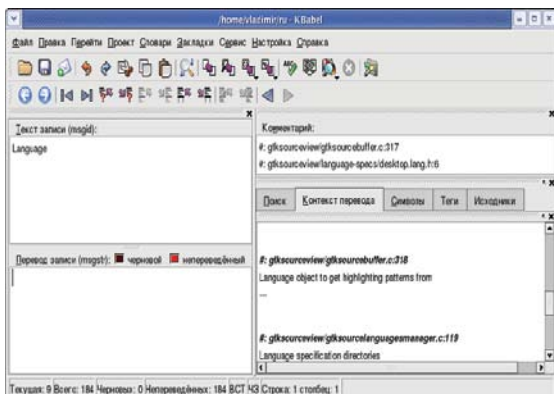 /home/vladimir/ru - KBabel
Файл Правка Перейти Проект Словари Закладки Сервис Настройка Справка
Текст записи (msgid):
Language
Комментарий:
#: gtksourceview/gtksourcebuffer.c:317
#: gtksourceview/language-specs/desktop.lang.h:6
Поиск Контекст перевода Символы Теги Исходники
Перевод записи (msgstr): черновой непереведённый
#: gtksourceview/gtksourcebuffer.c:318
Language object to get highlighting patterns from
---
#: gtksourceview/gtksourcelanguagesmanager.c:119
Language specification directories
Текущая: 9 Всего: 184 Черновых: 0 Непереведённых: 184 ВСТ ЧЗ Строка: 1 столбец: 1